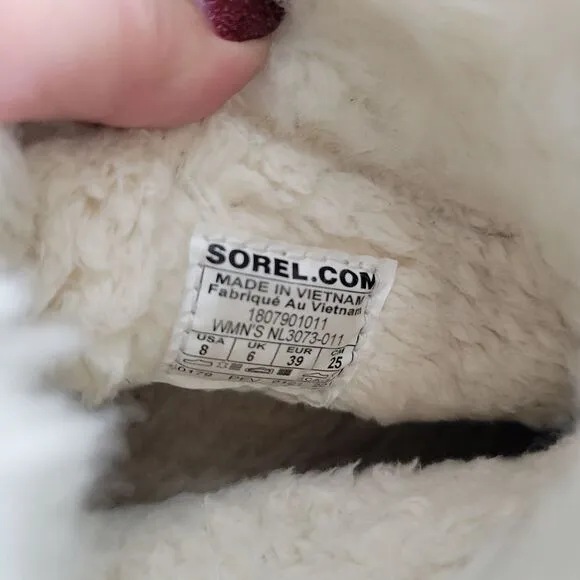 SOREL.COM
MADE IN VIETNAM
Fabriqué Au Vietnam
1807901011
WMN'S NL3073-011
USA UK EUR CM
8 6 39 25